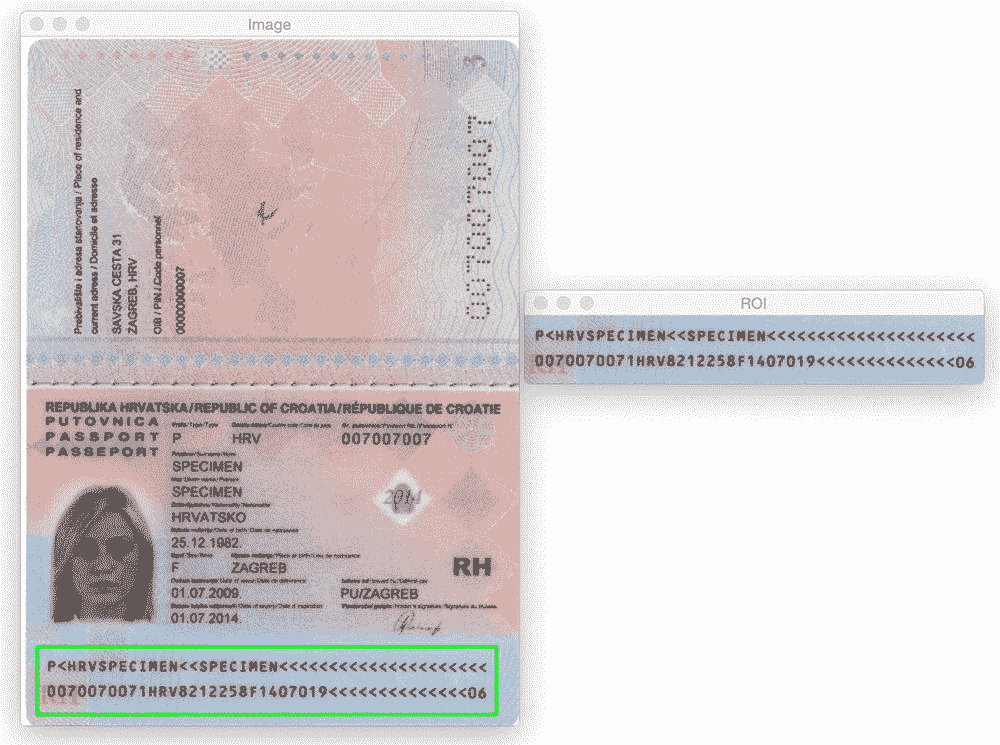 Image
3
007007007
Prebivalište i adresa stanovanja / Place of residence and
current adress / Domicile et adresse
SAVSKA CESTA 31
ZAGREB, HRV
OIB / PIN / Code personnel
00000000007
REPUBLIKA HRVATSKA/REPUBLIC OF CROATIA/RÉPUBLIQUE DE CROATIE
PUTOVNICA
PASSPORT
PASSEPORT
P HRV 007007007
SPECIMEN
SPECIMEN
2014
HRVATSKO
25.12.1982.
F ZAGREB
RH
01.07.2009. PU/ZAGREB
01.07.2014.
P<HRVSPECIMEN<<SPECIMEN<<<<<<<<<<<<<<<<<<<<<
0070070071HRV8212258F1407019<<<<<<<<<<<<<<06
ROI
P<HRVSPECIMEN<<SPECIMEN<<<<<<<<<<<<<<<<<<<<<
0070070071HRV8212258F1407019<<<<<<<<<<<<<<06